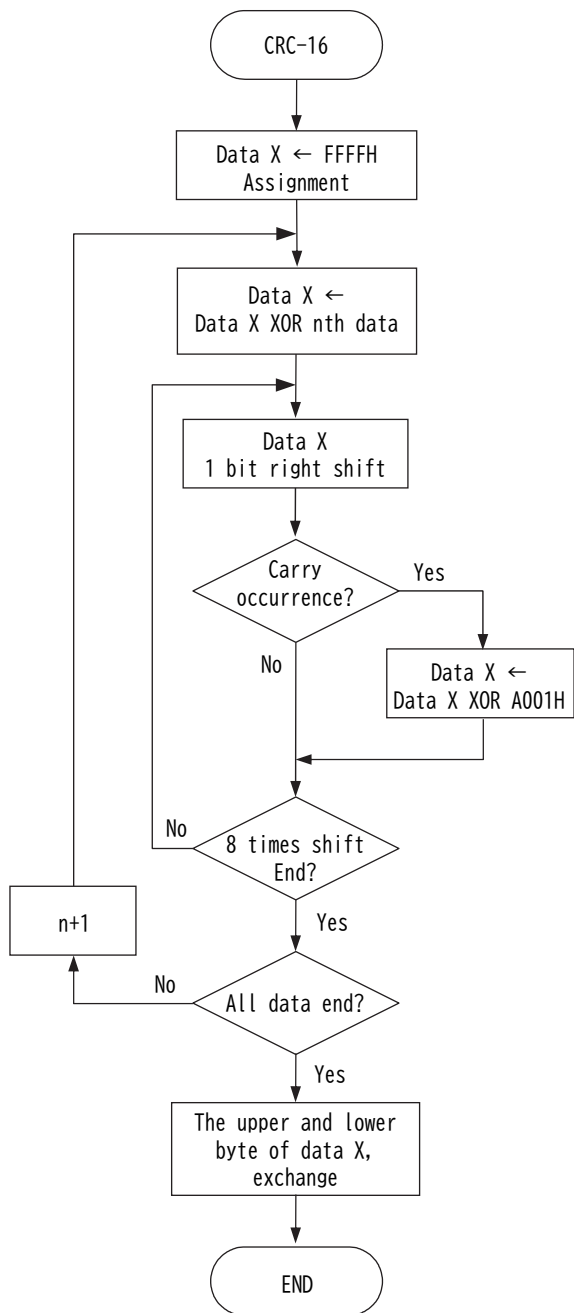 CRC-16
Data X ← FFFFH
Assignment
Data X ←
Data X XOR nth data
Data X
1 bit right shift
Carry
occurrence?
Yes
No
Data X ←
Data X XOR A001H
No
8 times shift
End?
Yes
n+1
No
All data end?
Yes
The upper and lower
byte of data X,
exchange
END